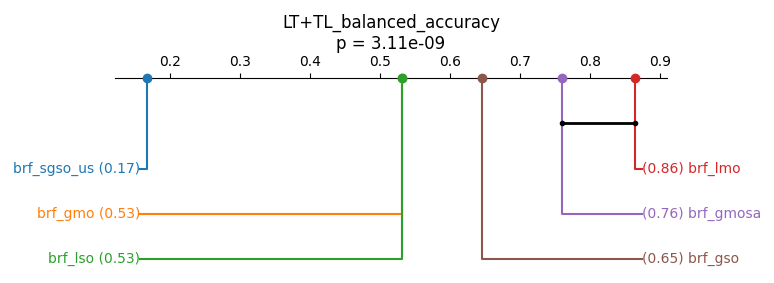 LT+TL_balanced_accuracy
p = 3.11e-09
0.2 0.3 0.4 0.5 0.6 0.7 0.8 0.9
brf_sgso_us (0.17) (0.86) brf_lmo
brf_gmo (0.53) (0.76) brf_gmosa
brf_lso (0.53) (0.65) brf_gso